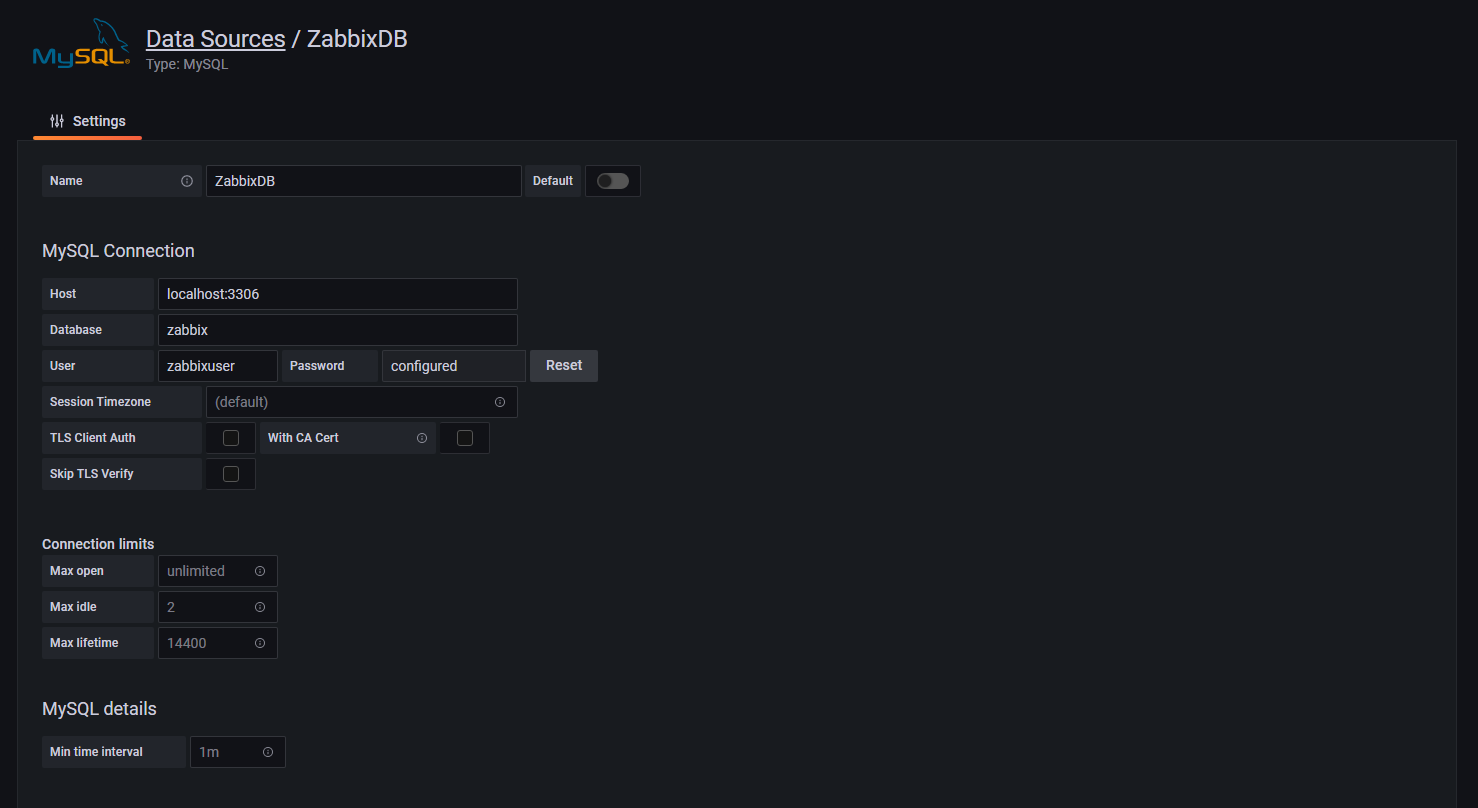 MySQL®
Data Sources / ZabbixDB
Type: MySQL
Settings
Name ZabbixDB Default
MySQL Connection
Host localhost:3306
Database zabbix
User zabbixuser Password configured Reset
Session Timezone (default)
TLS Client Auth With CA Cert
Skip TLS Verify
Connection limits
Max open unlimited
Max idle 2
Max lifetime 14400
MySQL details
Min time interval 1m